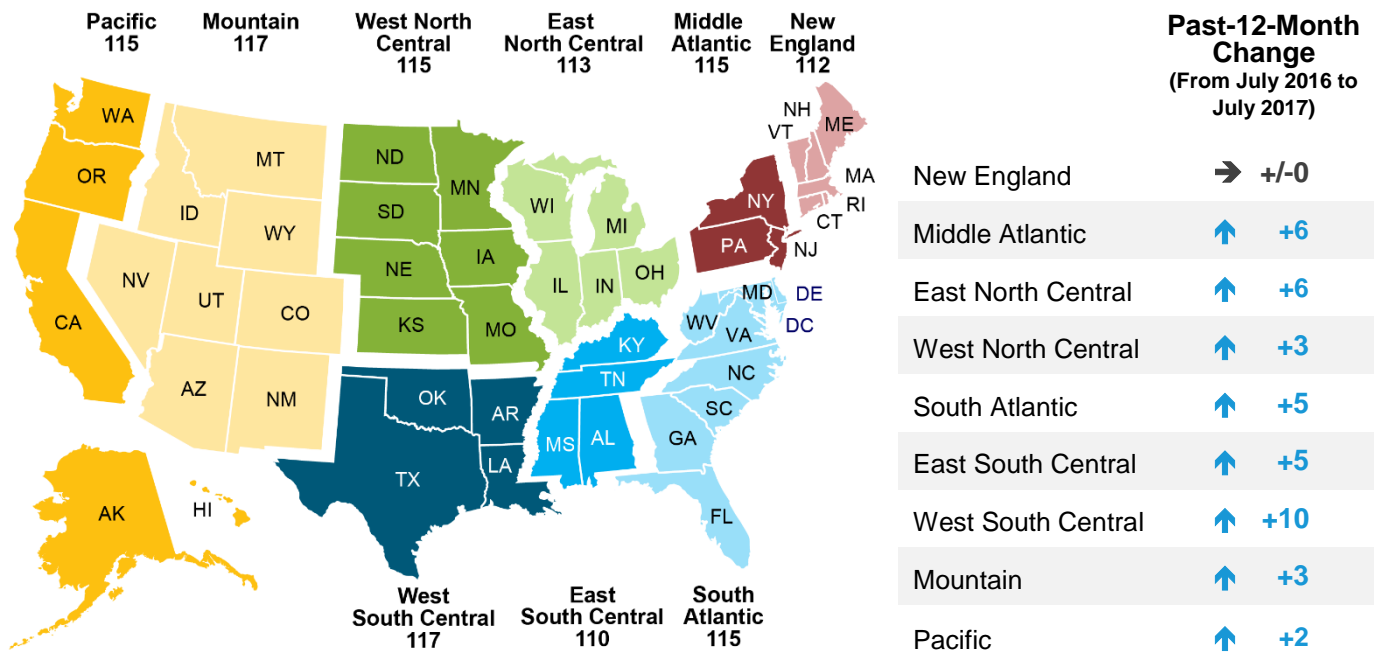 Pacific
115
Mountain
117
West North
Central
115
East
North Central
113
Middle
Atlantic
115
New
England
112
WA
OR
CA
AK
HI
MT
ID
WY
NV
UT
CO
AZ
NM
ND
SD
NE
KS
MN
IA
MO
WI
MI
IL
IN
OH
NY
PA
NJ
NH
VT
ME
MA
RI
CT
OK
AR
TX
LA
KY
TN
MS
AL
MD
DE
DC
WV
VA
NC
SC
GA
FL
West
South Central
117
East
South Central
110
South
Atlantic
115
Past-12-Month
Change
(From July 2016 to
July 2017)
New England +/-0
Middle Atlantic +6
East North Central +6
West North Central +3
South Atlantic +5
East South Central +5
West South Central +10
Mountain +3
Pacific +2